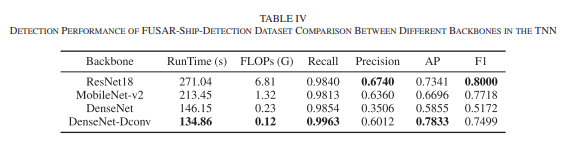 TABLE IV
DETECTION PERFORMANCE OF FUSAR-SHIP-DETECTION DATASET COMPARISON BETWEEN DIFFERENT BACKBONES IN THE TNN
Backbone RunTime (s) FLOPs (G) Recall Precision AP F1
ResNet18 271.04 6.81 0.9840 0.6740 0.7341 0.8000
MobileNet-v2 213.45 1.32 0.9813 0.6360 0.6696 0.7718
DenseNet 146.15 0.23 0.9854 0.3506 0.5855 0.5172
DenseNet-Dconv 134.86 0.12 0.9963 0.6012 0.7833 0.7499